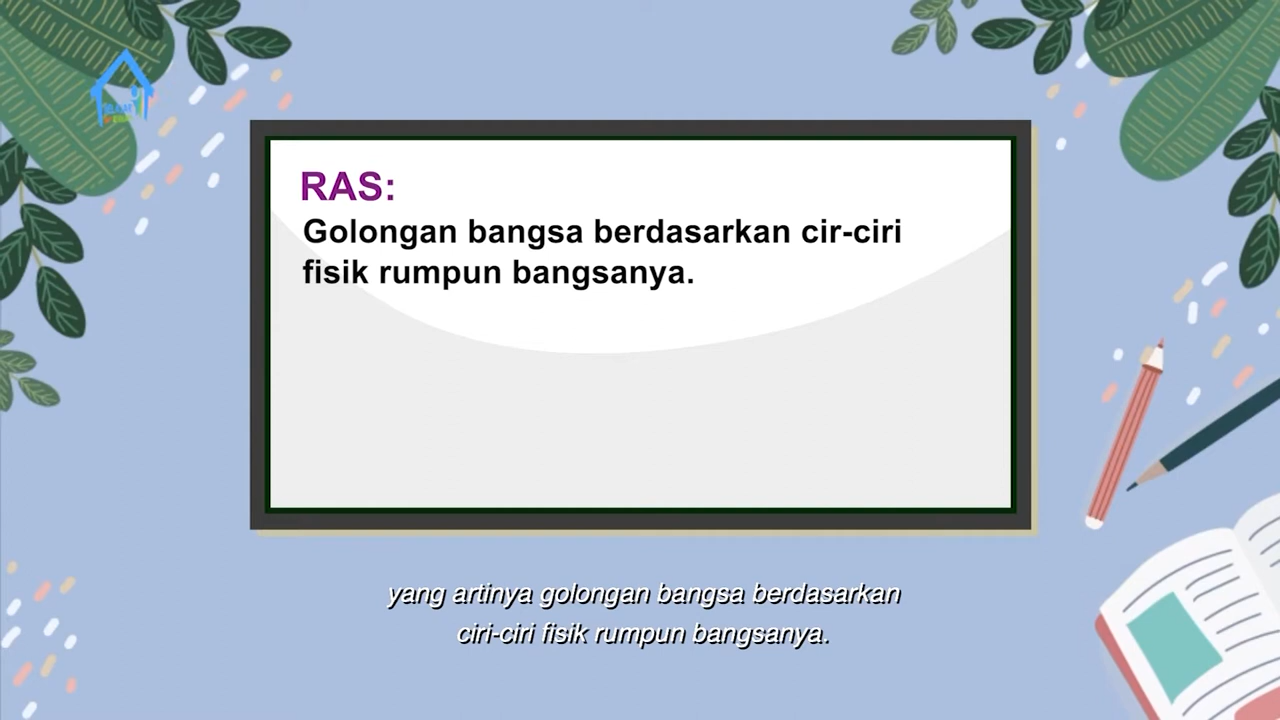 RAS:
Golongan bangsa berdasarkan cir-ciri
fisik rumpun bangsanya.
yang artinya golongan bangsa berdasarkan
ciri-ciri fisik rumpun bangsanya.